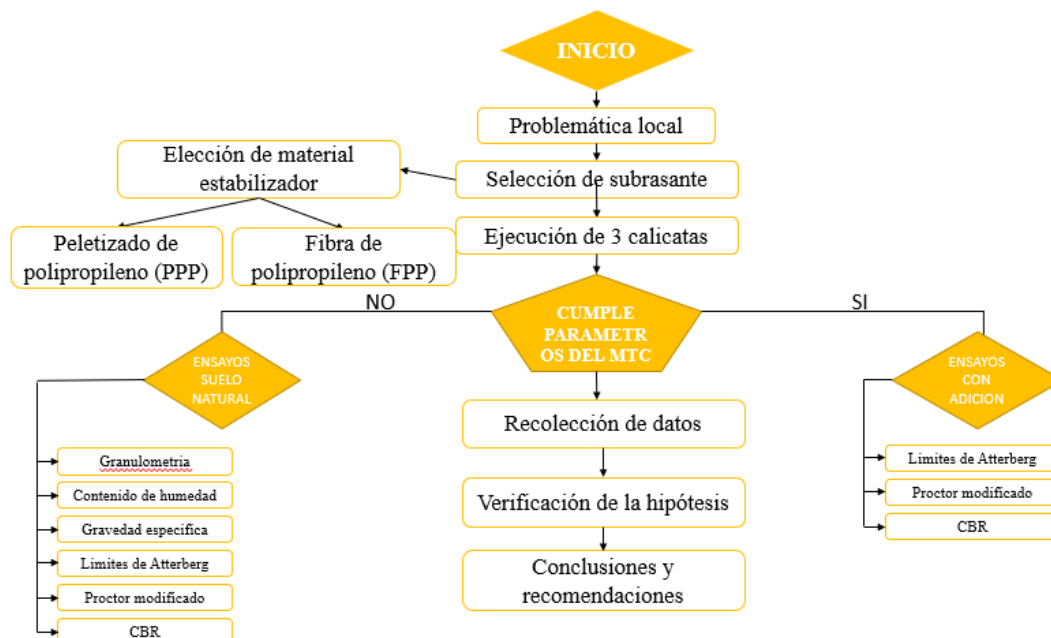 INICIO
Problemática local
Elección de material
estabilizador
Selección de subrasante
Peletizado de
polipropileno (PPP)
Fibra de
polipropileno (FPP)
Ejecución de 3 calicatas
NO
SI
CUMPLE
PARAMETR
OS DEL MTC
ENSAYOS
SUELO
NATURAL
ENSAYOS
CON
ADICION
Recolección de datos
Verificación de la hipótesis
Conclusiones y
recomendaciones
Granulometria
Contenido de humedad
Gravedad especifica
Limites de Atterberg
Proctor modificado
CBR
Limites de Atterberg
Proctor modificado
CBR